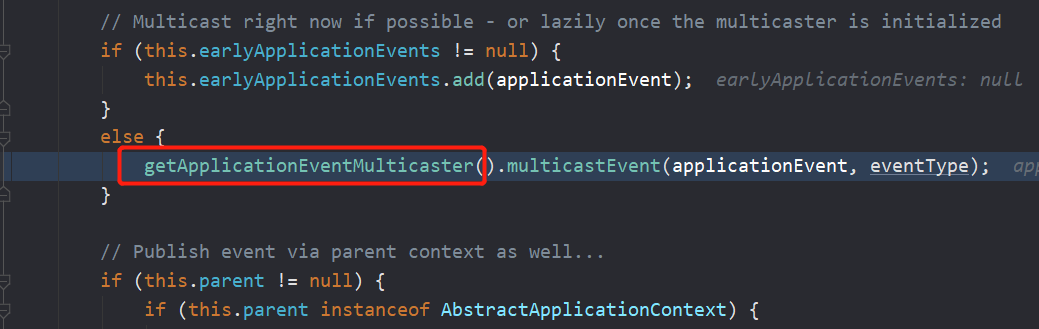 // Multicast right now if possible - or lazily once the multicaster is initialized
if (this.earlyApplicationEvents != null) {
this.earlyApplicationEvents.add(applicationEvent); earlyApplicationEvents: null
}
else {
getApplicationEventMulticaster().multicastEvent(applicationEvent, eventType);
}
// Publish event via parent context as well...
if (this.parent != null) {
if (this.parent instanceof AbstractApplicationContext) {